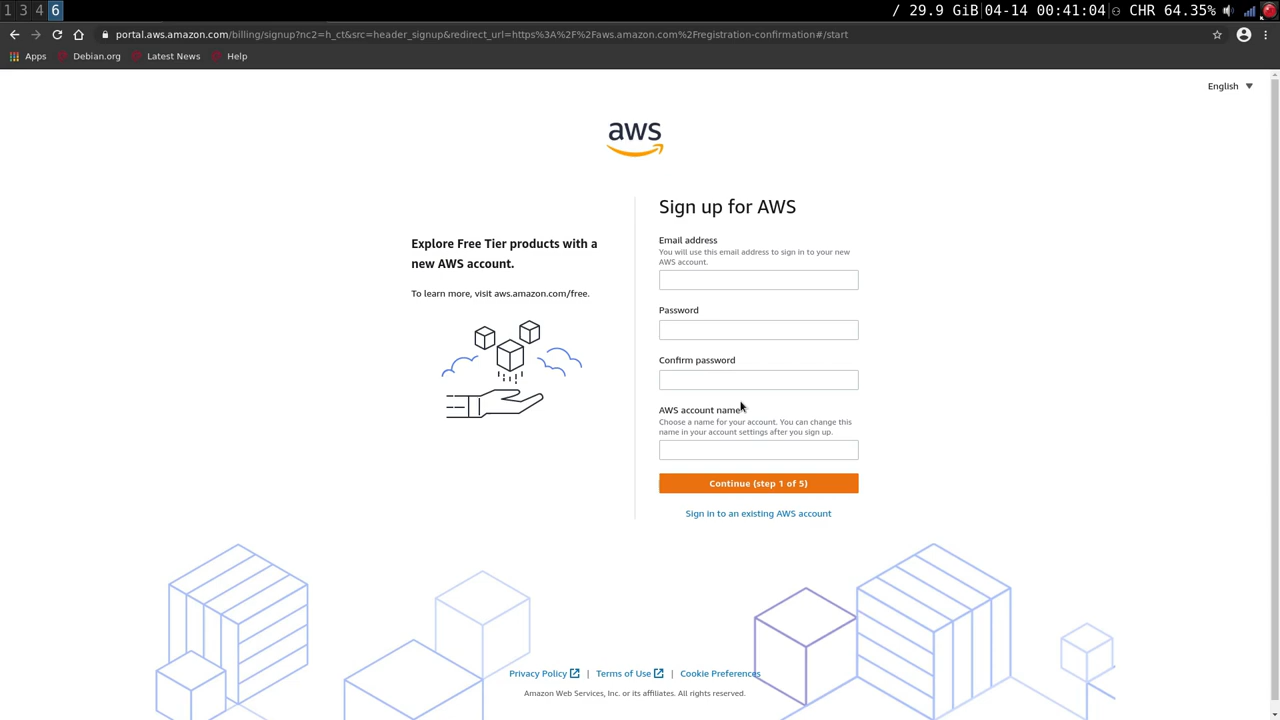 1 3 4 6
/ 29.9 GiB|04-14 00:41:04 CHR 64.35%
portal.aws.amazon.com/billing/signup?nc2=h_ct&src=header_signup&redirect_url=https%3A%2F%2Faws.amazon.com%2Fregistration-confirmation#/start
Apps Debian.org Latest News Help
English
aws
Explore Free Tier products with a
new AWS account.
To learn more, visit aws.amazon.com/free.
Sign up for AWS
Email address
You will use this email address to sign in to your new
AWS account.
Password
Confirm password
AWS account name
Choose a name for your account. You can change this
name in your account settings after you sign up.
Continue (step 1 of 5)
Sign in to an existing AWS account
Privacy Policy | Terms of Use | Cookie Preferences
Amazon Web Services, Inc. or its affiliates. All rights reserved.